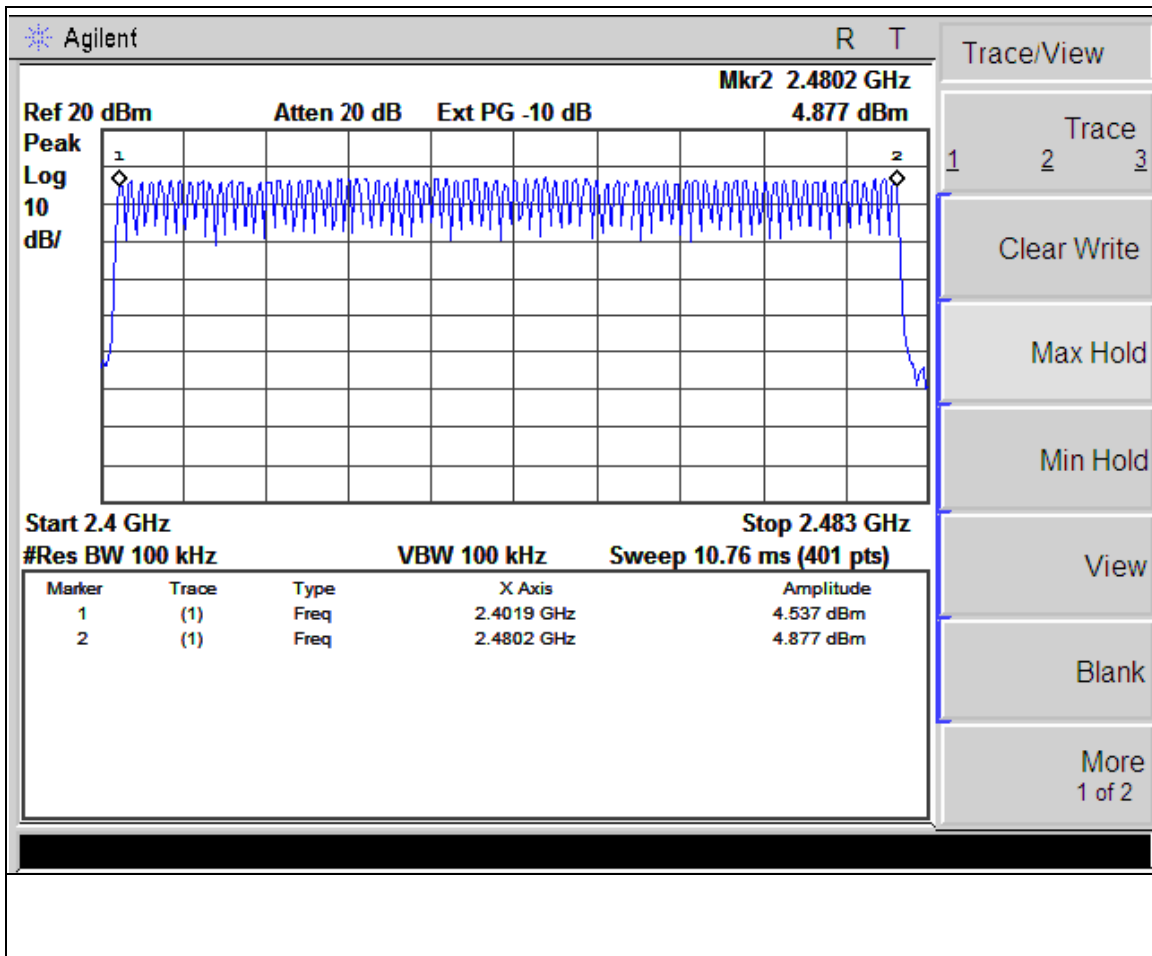 Agilent R T
Mkr2 2.4802 GHz
Ref 20 dBm Atten 20 dB Ext PG -10 dB 4.877 dBm
Peak
Log
10
dB/
1 2
Start 2.4 GHz Stop 2.483 GHz
#Res BW 100 kHz VBW 100 kHz Sweep 10.76 ms (401 pts)
Marker Trace Type X Axis Amplitude
1 (1) Freq 2.4019 GHz 4.537 dBm
2 (1) Freq 2.4802 GHz 4.877 dBm
Trace/View
Trace
1 2 3
Clear Write
Max Hold
Min Hold
View
Blank
More
1 of 2